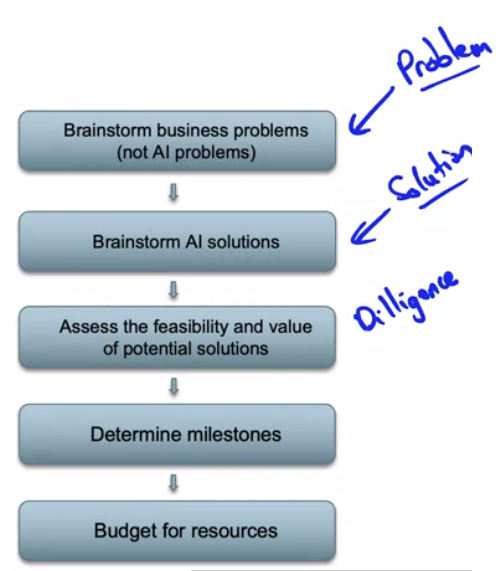 Problem
Brainstorm business problems
(not AI problems)
Solution
Brainstorm AI solutions
Dilligence
Assess the feasibility and value
of potential solutions
Determine milestones
Budget for resources